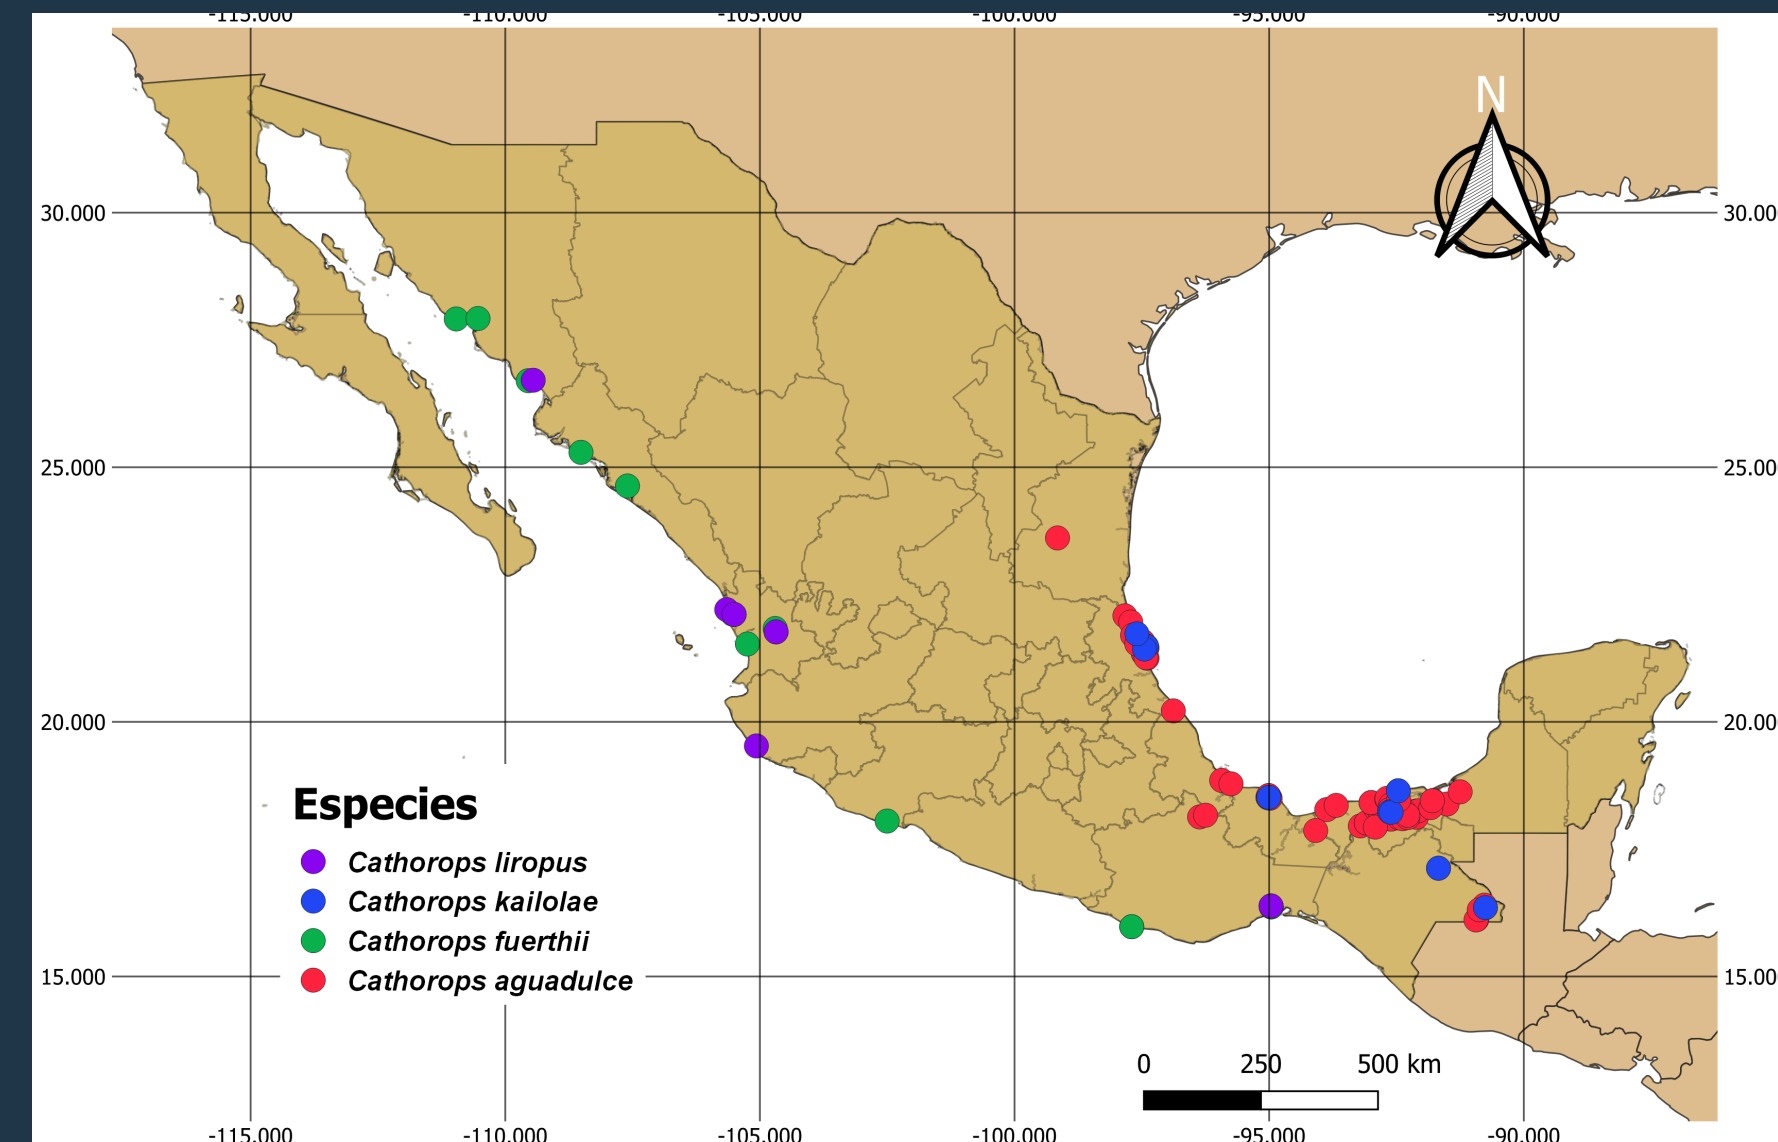 -115.000 -110.000 -105.000 -100.000 -95.000 -90.000
N
30.000 30.00
25.000 25.00
20.000 20.00
Especies
Cathorops liropus
Cathorops kailolae
Cathorops fuerthii
Cathorops aguadulce
15.000 15.00
0 250 500 km
-115.000 -110.000 -105.000 -100.000 -95.000 -90.000